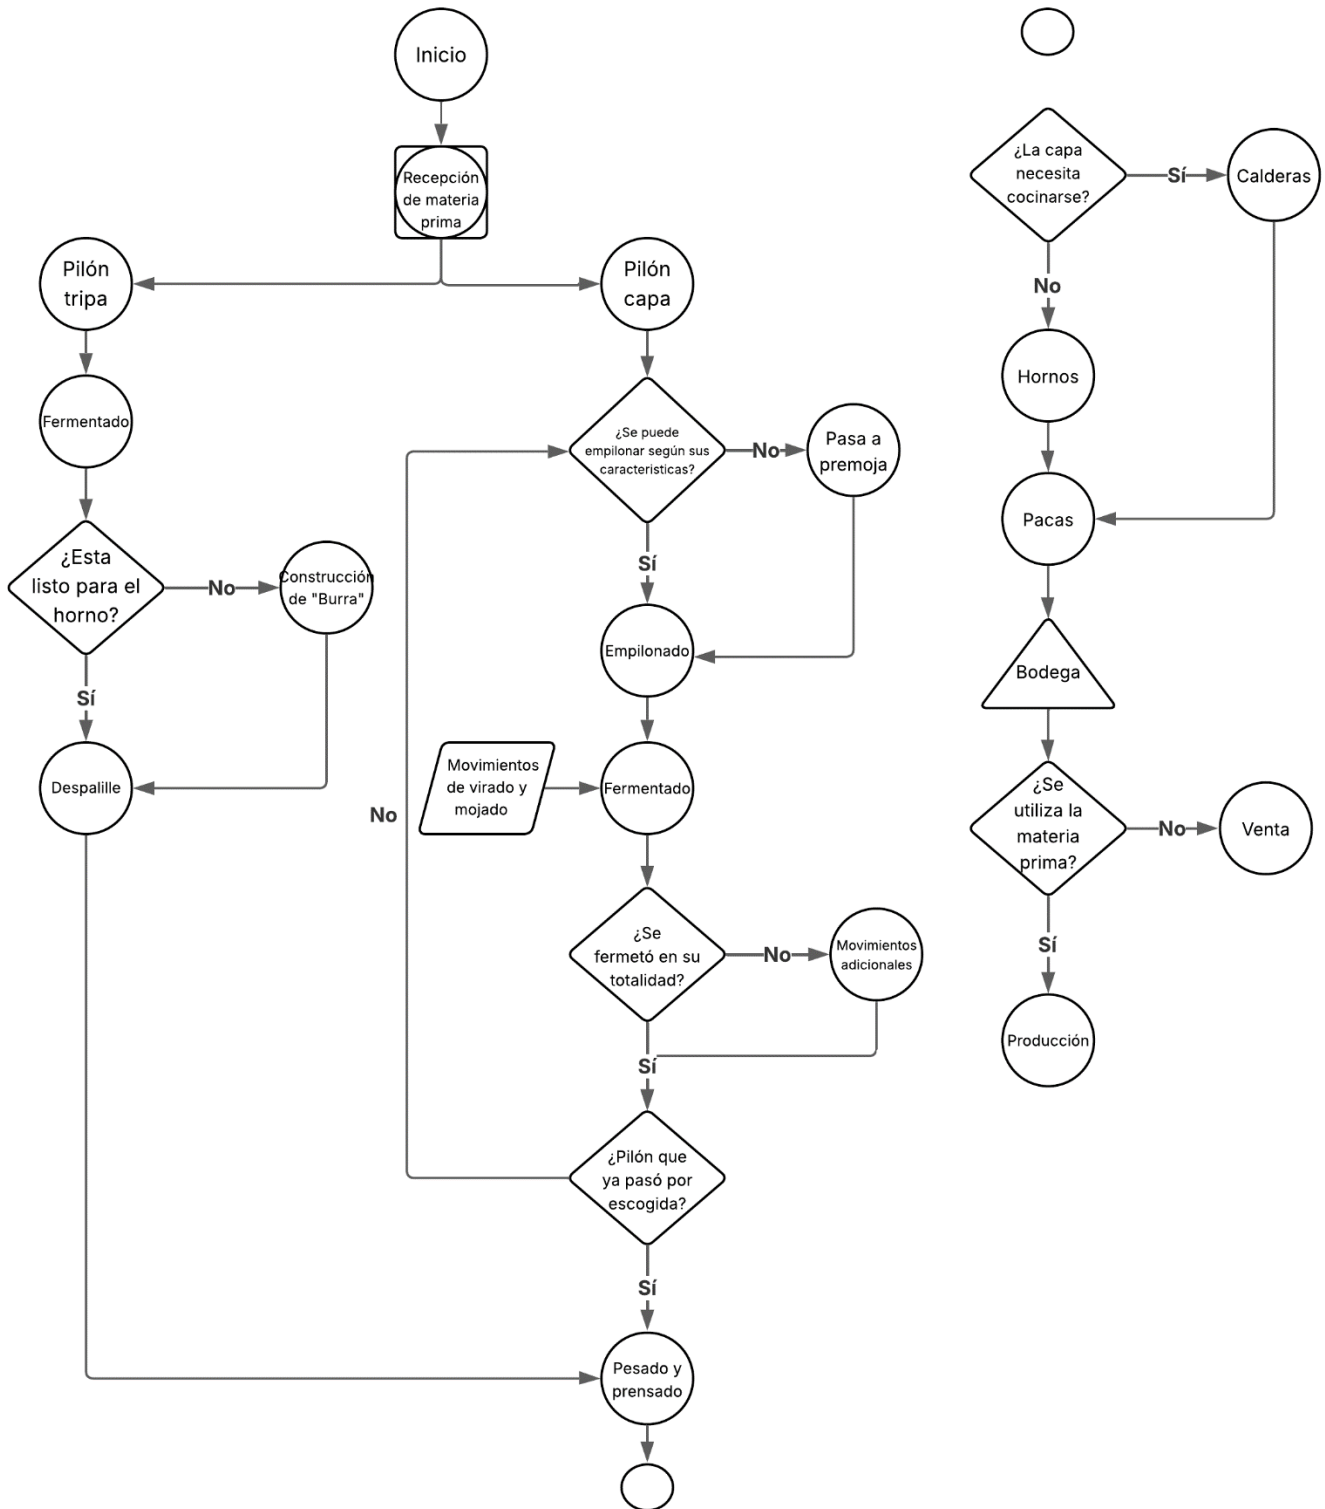 Inicio
Recepción
de materia
prima
Pilón
tripa
Pilón
capa
Fermentado
¿Se puede
empilonar según sus
caracteristicas?
No
Pasa a
premoja
¿Esta
listo para el
horno?
No
Construcción
de "Burra"
Sí
Sí
Empilonado
Despalille
Movimientos
de virado y
mojado
Fermentado
No
¿Se
fermetó en su
totalidad?
No
Movimientos
adicionales
Sí
¿Pilón que
ya pasó por
escogida?
Sí
Pesado y
prensado
¿La capa
necesita
cocinarse?
Sí
Calderas
No
Hornos
Pacas
Bodega
¿Se
utiliza la
materia
prima?
No
Venta
Sí
Producción